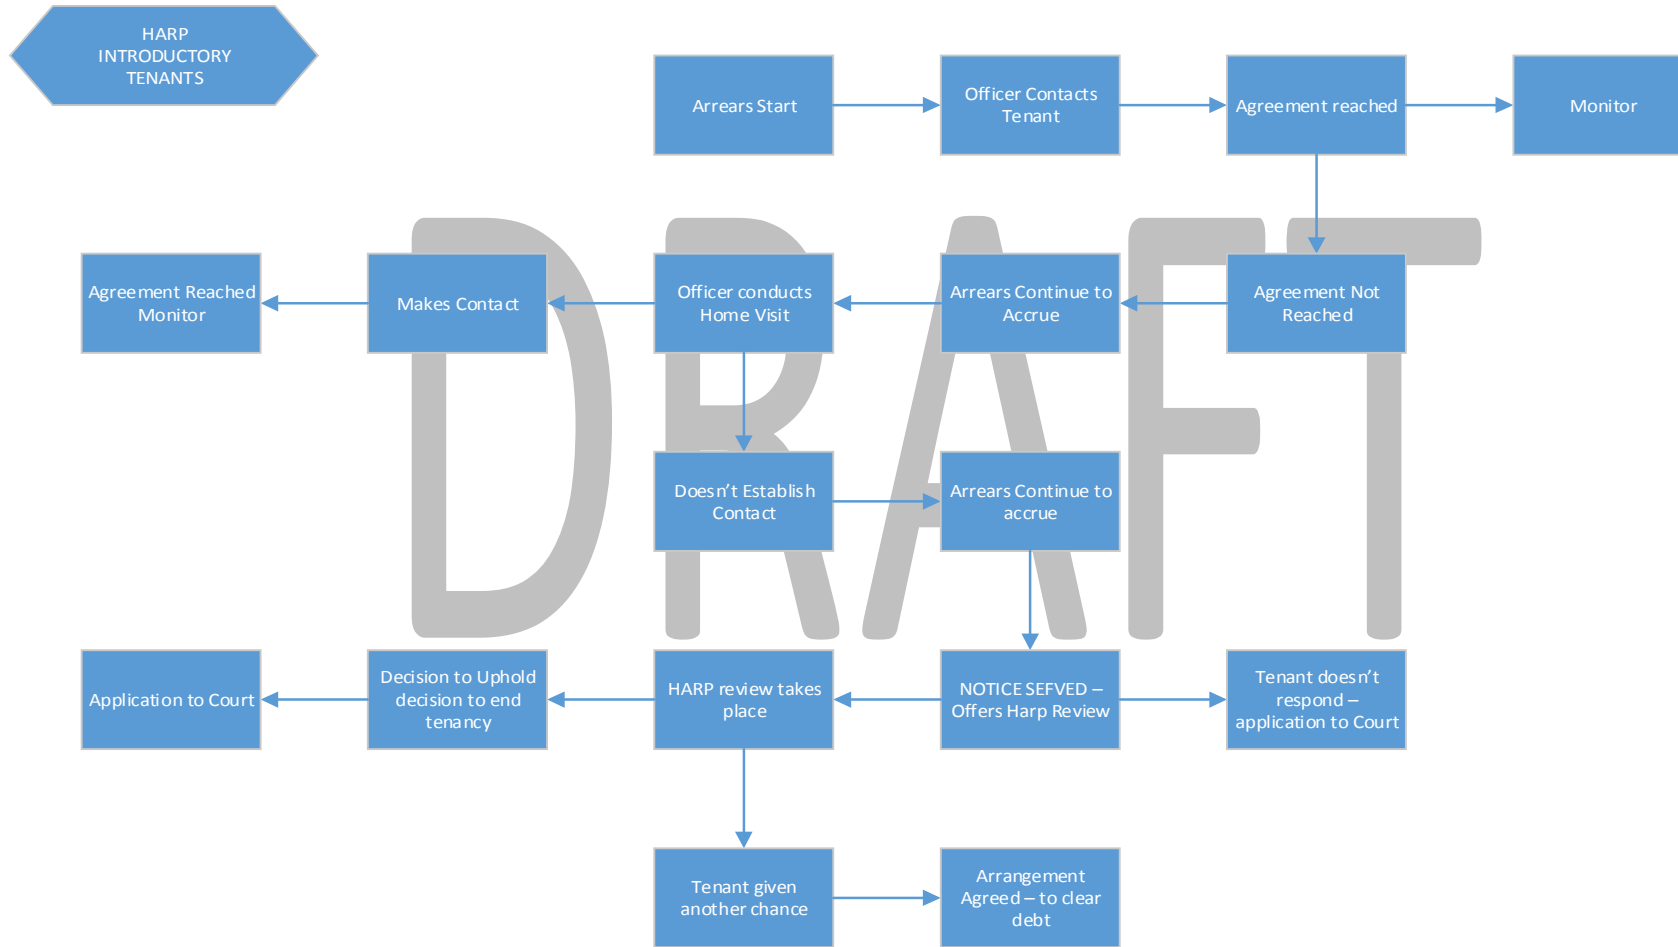 HARP
INTRODUCTORY
TENANTS
Arrears Start
Officer Contacts
Tenant
Agreement reached
Monitor
Agreement Reached
Monitor
Makes Contact
Officer conducts
Home Visit
Arrears Continue to
Accrue
Agreement Not
Reached
DRAFT
Doesn’t Establish
Contact
Arrears Continue to
accrue
Application to Court
Decision to Uphold
decision to end
tenancy
HARP review takes
place
NOTICE SEFVED –
Offers Harp Review
Tenant doesn’t
respond –
application to Court
Tenant given
another chance
Arrangement
Agreed – to clear
debt